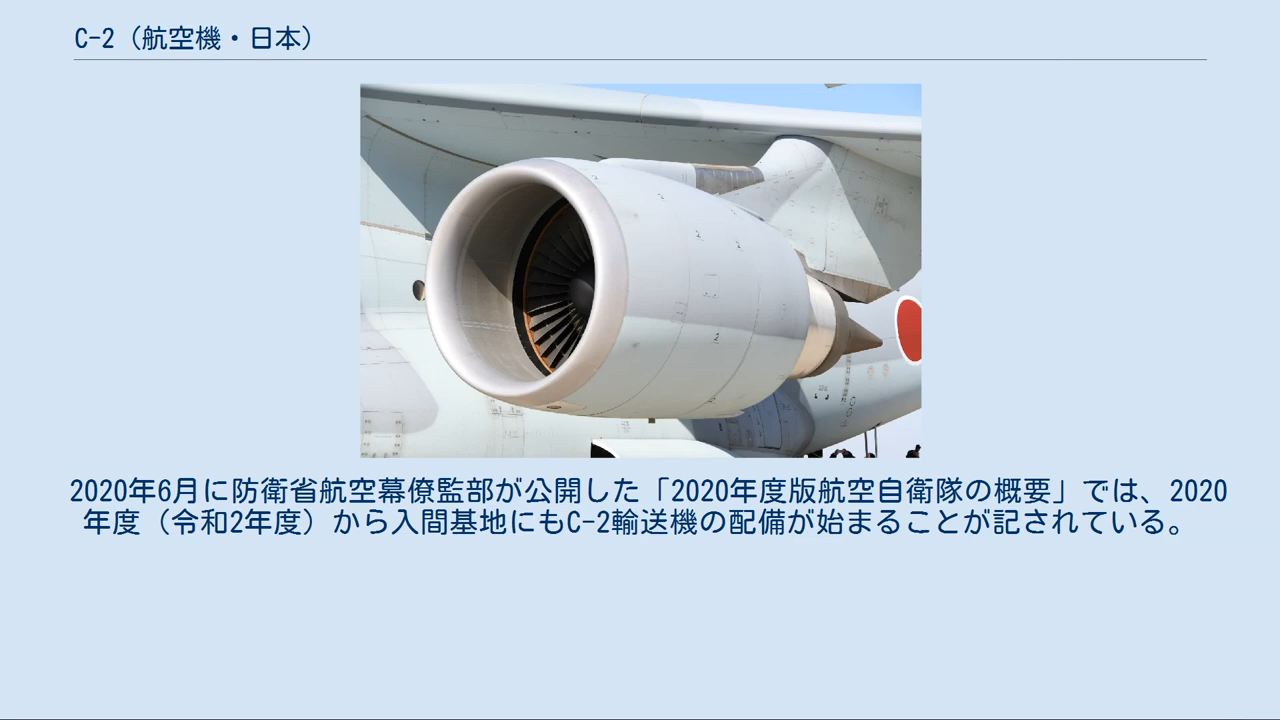 C-2（航空機・日本）
2020年6月に防衛省航空幕僚監部が公開した「2020年度版航空自衛隊の概要」では、2020
年度（令和2年度）から入間基地にもC-2輸送機の配備が始まることが記されている。